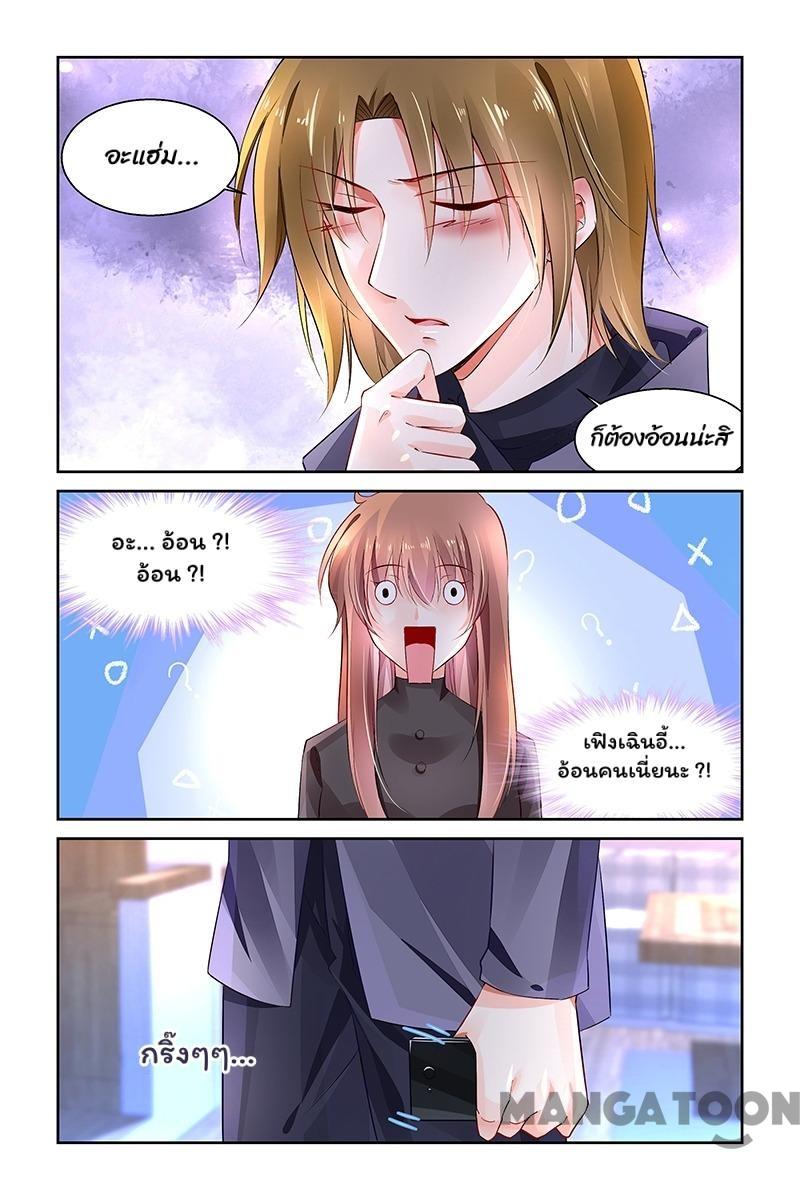 อะแฮ่ม...
ก็ต้องอ้อนน่ะสิ
อะ... อ้อน ?!
อ้อน ?!
เฟิงเฉินอี้...
อ้อนคนเนี่ยนะ ?!
กริ๊งๆๆ...
MANGATOON